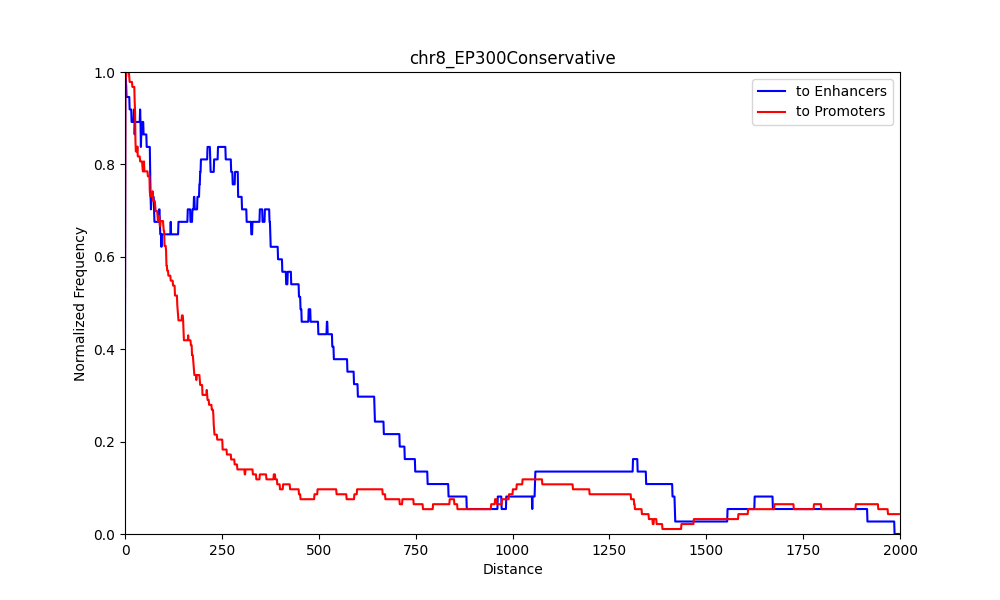 chr8_EP300Conservative
to Enhancers
to Promoters
1.0
0.8
0.6
0.4
0.2
0.0
Normalized Frequency
0 250 500 750 1000 1250 1500 1750 2000
Distance